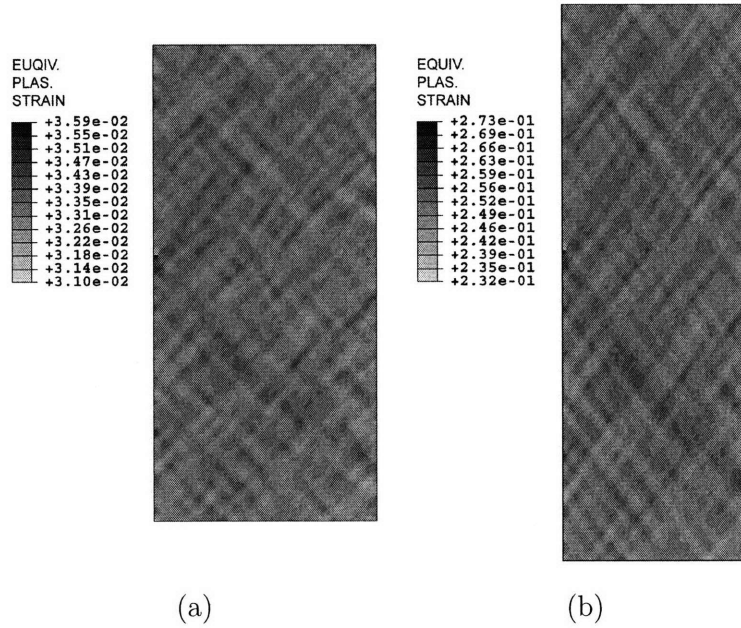 EUQIV.
PLAS.
STRAIN
+3.59e-02
+3.55e-02
+3.51e-02
+3.47e-02
+3.43e-02
+3.39e-02
+3.35e-02
+3.31e-02
+3.26e-02
+3.22e-02
+3.18e-02
+3.14e-02
+3.10e-02
EQUIV.
PLAS.
STRAIN
+2.73e-01
+2.69e-01
+2.66e-01
+2.63e-01
+2.59e-01
+2.56e-01
+2.52e-01
+2.49e-01
+2.46e-01
+2.42e-01
+2.39e-01
+2.35e-01
+2.32e-01
(a)
(b)